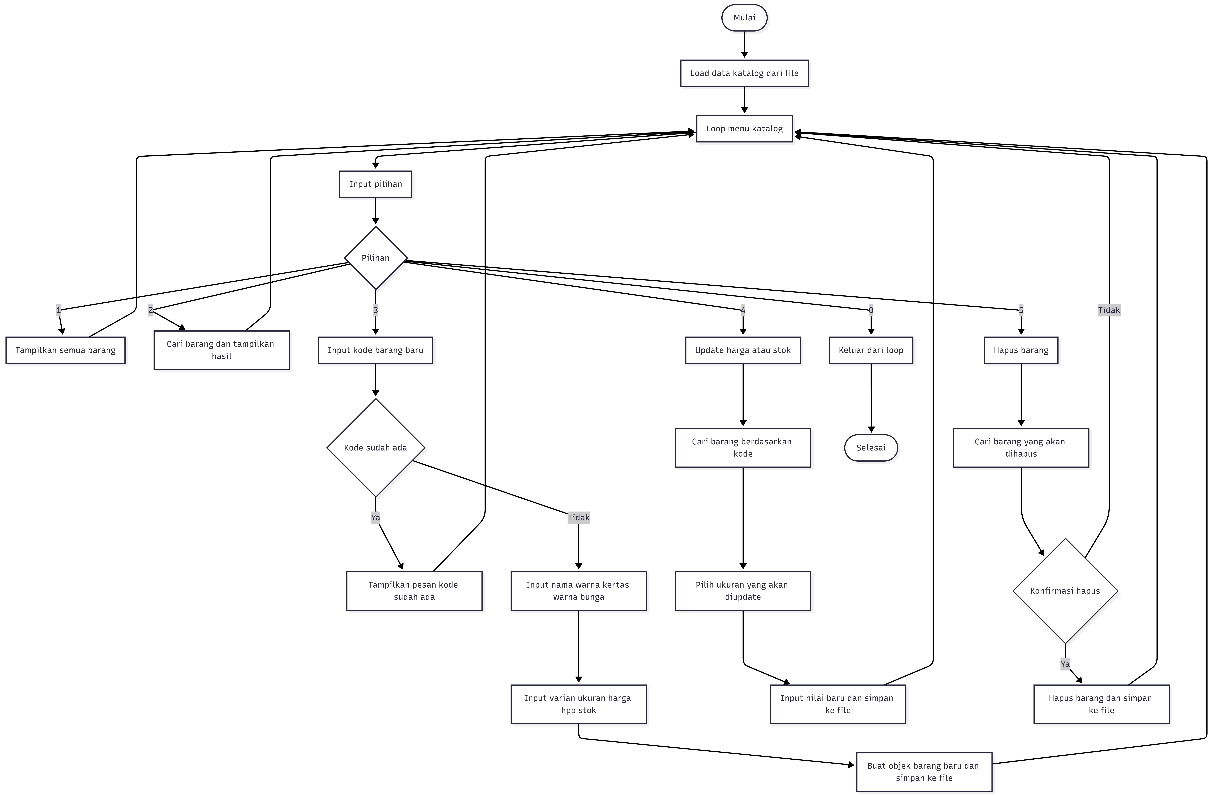 Mulai
Load data katalog dari file
Loop menu katalog
Input pilihan
Pilihan
1
2
3
4
0
5
Tidak
Tampilkan semua barang
Cari barang dan tampilkan
hasil
Input kode barang baru
Update harga atau stok
Keluar dari loop
Hapus barang
Kode sudah ada
Cari barang berdasarkan
kode
Selesai
Cari barang yang akan
dihapus
Ya
Tidak
Tampilkan pesan kode
sudah ada
Input nama warna kertas
warna bunga
Pilih ukuran yang akan
diupdate
Konfirmasi hapus
Ya
Input varian ukuran harga
hpp stok
Input nilai baru dan simpan
ke file
Hapus barang dan simpan
ke file
Buat objek barang baru dan
simpan ke file